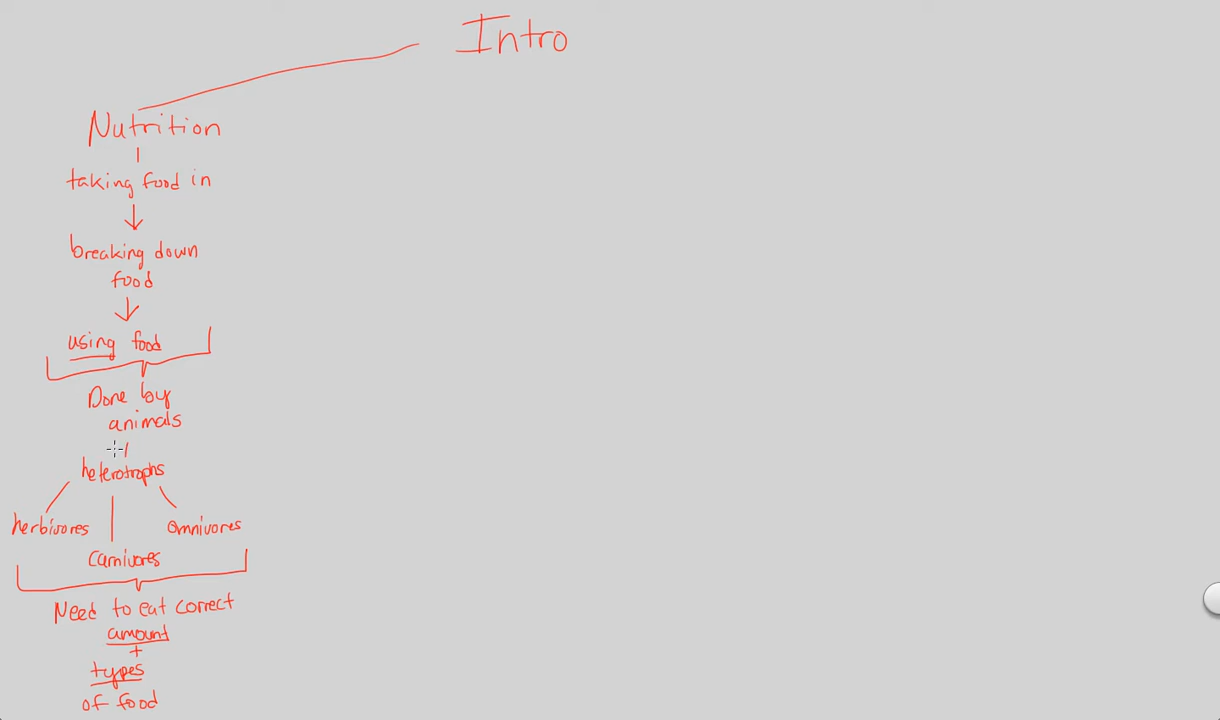 Intro
Nutrition
taking food in
breaking down
food
using food
Done by
animals
heterotrophs
herbivores
omnivores
carnivores
Need to eat correct
amount
+
types
of food